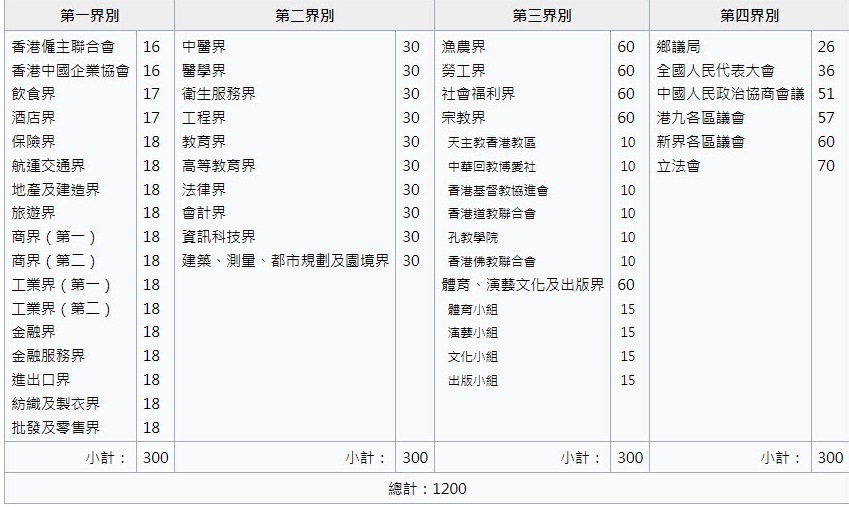 第一界別 第二界別 第三界別 第四界別
香港僱主聯合會 16 中醫界 30 漁農界 60 鄉議局 26
香港中國企業協會 16 醫學界 30 勞工界 60 全國人民代表大會 36
飲食界 17 衛生服務界 30 社會福利界 60 中國人民政治協商會議 51
酒店界 17 工程界 30 宗教界 60 港九各區議會 57
保險界 18 教育界 30 天主教香港教區 10 新界各區議會 60
航運交通界 18 高等教育界 30 中華回教博愛社 10 立法會 70
地產及建造界 18 法律界 30 香港基督教協進會 10
旅遊界 18 會計界 30 香港道教聯合會 10
商界（第一） 18 資訊科技界 30 孔教學院 10
商界（第二） 18 建築、測量、都市規劃及園境界 30 香港佛教聯合會 10
工業界（第一） 18 體育、演藝文化及出版界 60
工業界（第二） 18 體育小組 15
金融界 18 演藝小組 15
金融服務界 18 文化小組 15
進出口界 18 出版小組 15
紡織及製衣界 18
批發及零售界 18
小計： 300 小計： 300 小計： 300 小計： 300
總計：1200